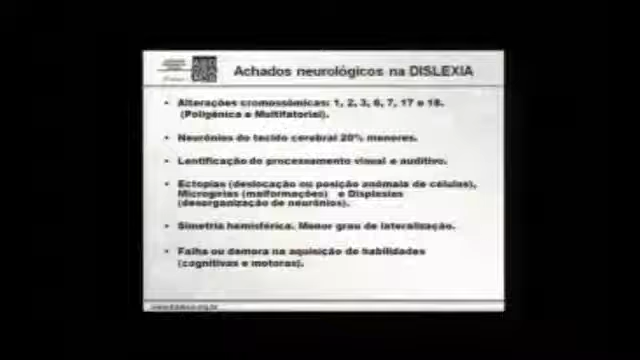 Achados neurológicos na DISLEXIA
• Alterações cromossômicas: 1, 2, 3, 6, 7, 17 e 18.
(Poligênica e Multifatorial).
• Neurônios do tecido cerebral 20% menores.
• Lentificação do processamento visual e auditivo.
• Ectopias (deslocação ou posição anômala de células),
Microgirias (malformações) e Displasias
(desorganização de neurônios).
• Simetria hemisférica. Menor grau de lateralização.
• Falha ou demora na aquisição de habilidades
(cognitivas e motoras).